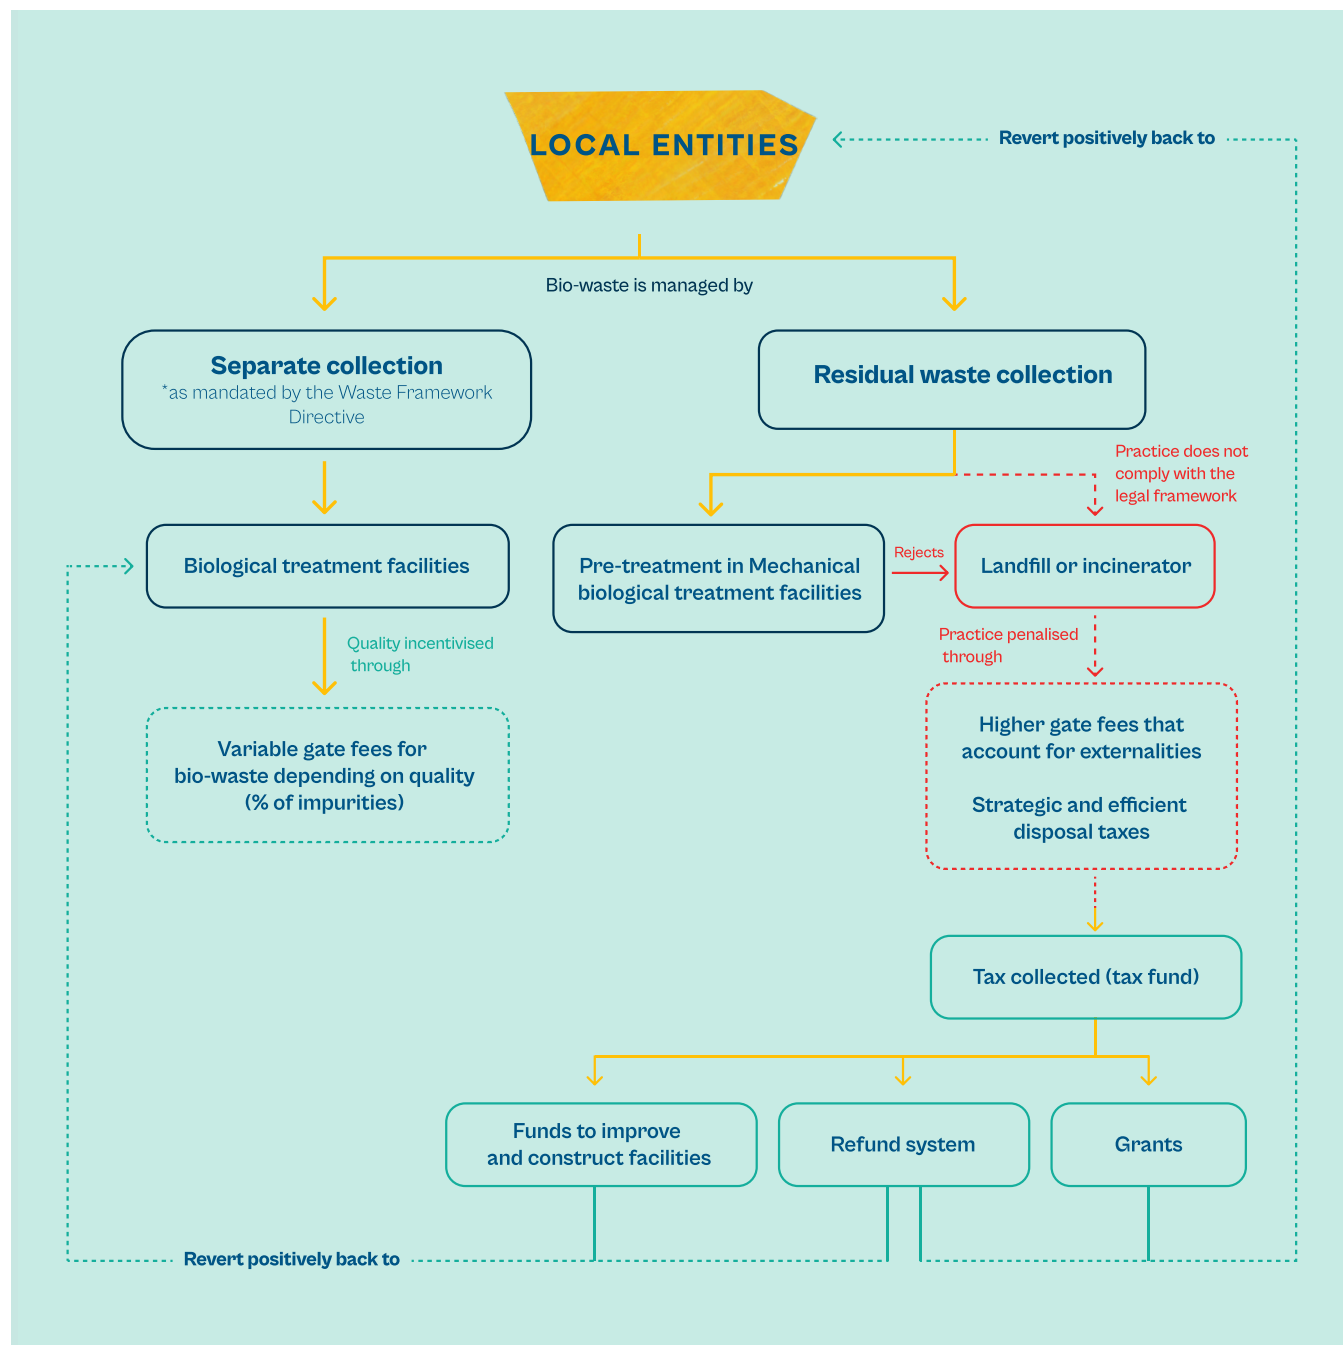 LOCAL ENTITIES
Revert positively back to
Bio-waste is managed by
Separate collection
*as mandated by the Waste Framework
Directive
Residual waste collection
Practice does not
comply with the
legal framework
Biological treatment facilities
Pre-treatment in Mechanical
biological treatment facilities
Rejects
Landfill or incinerator
Quality incentivised
through
Practice penalised
through
Variable gate fees for
bio-waste depending on quality
(% of impurities)
Higher gate fees that
account for externalities
Strategic and efficient
disposal taxes
Tax collected (tax fund)
Funds to improve
and construct facilities
Refund system
Grants
Revert positively back to